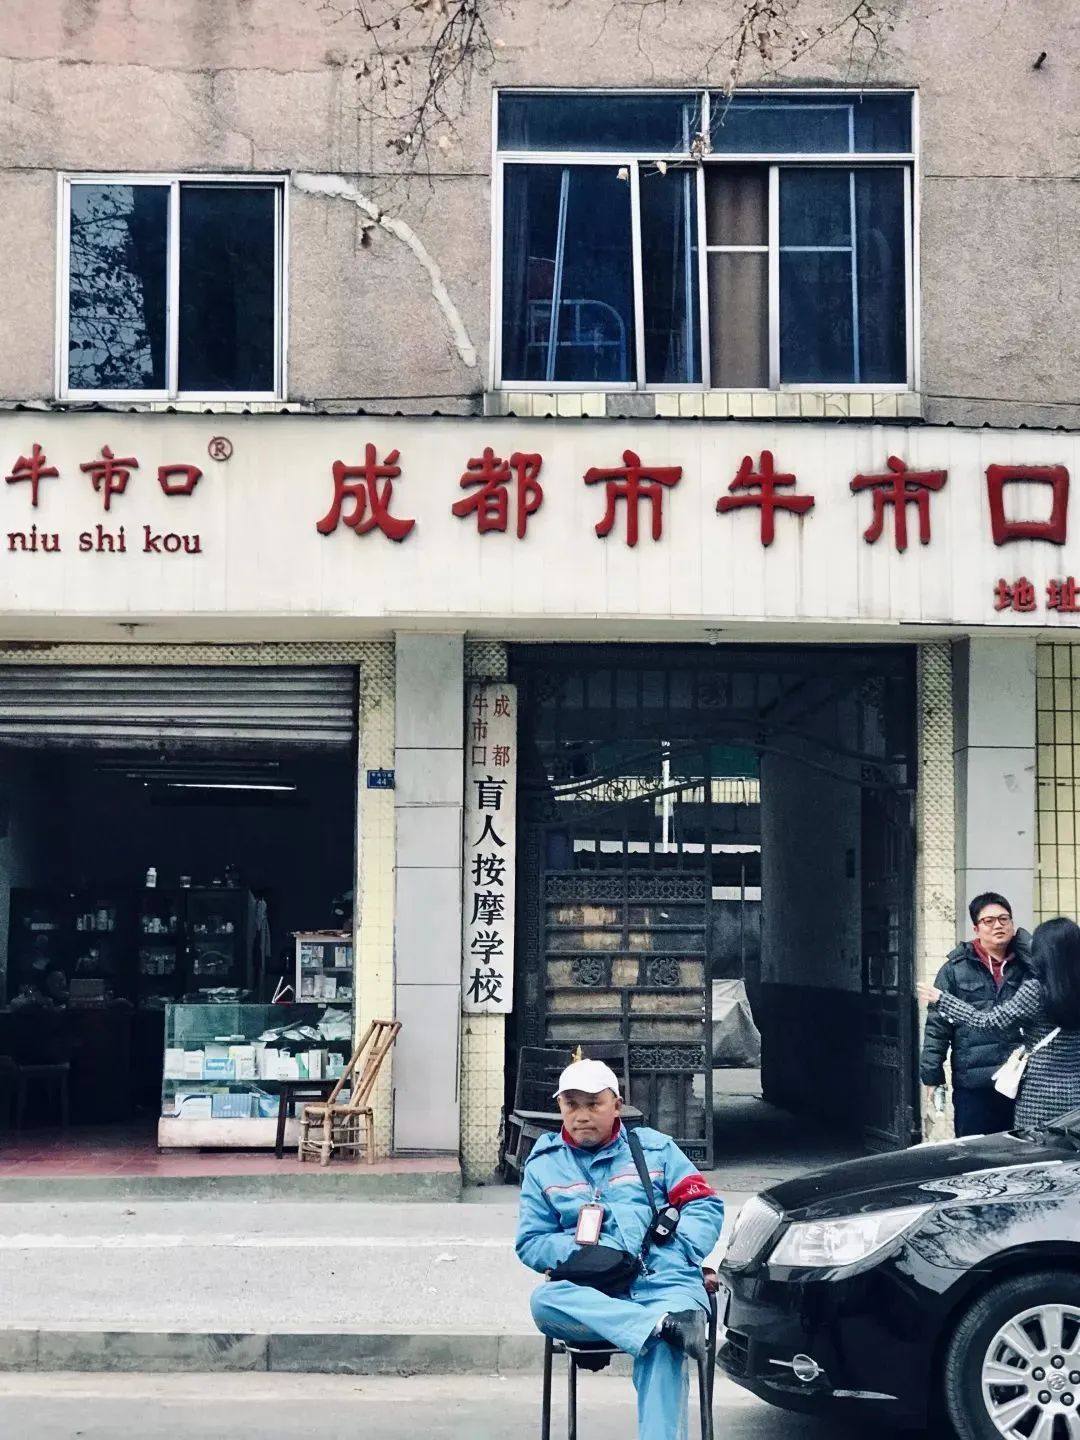 牛市口®
niu shi kou
成都市牛市口
地址
成都
牛市口
盲人按摩学校
44